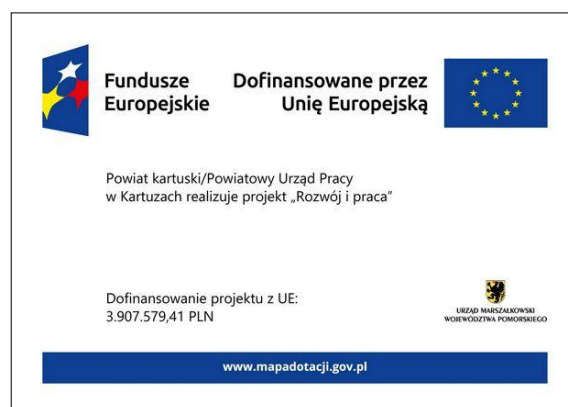 Fundusze
Europejskie
Dofinansowane przez
Unię Europejską
Powiat kartuski/Powiatowy Urząd Pracy
w Kartuzach realizuje projekt „Rozwój i praca”
Dofinansowanie projektu z UE:
3.907.579,41 PLN
URZĄD MARSZAŁKOWSKI
WOJEWÓDZTWA POMORSKIEGO
www.mapadotacji.gov.pl